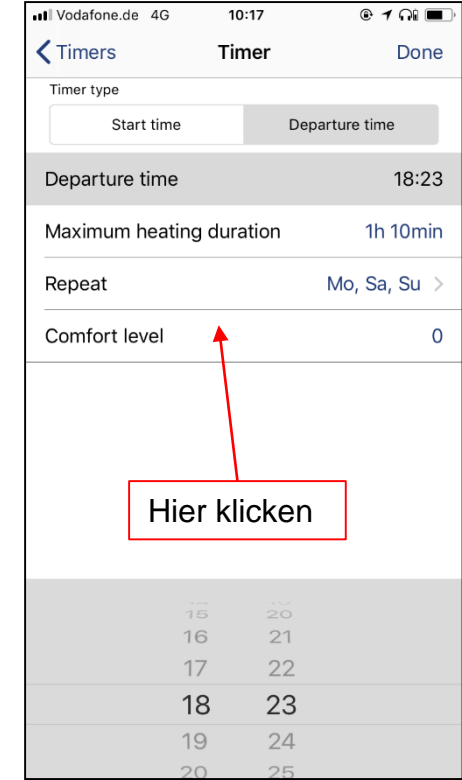 Vodafone.de 4G 10:17
Timers Timer Done
Timer type
Start time Departure time
Departure time 18:23
Maximum heating duration 1h 10min
Repeat Mo, Sa, Su
Comfort level 0
Hier klicken
15 20
16 21
17 22
18 23
19 24
20 25